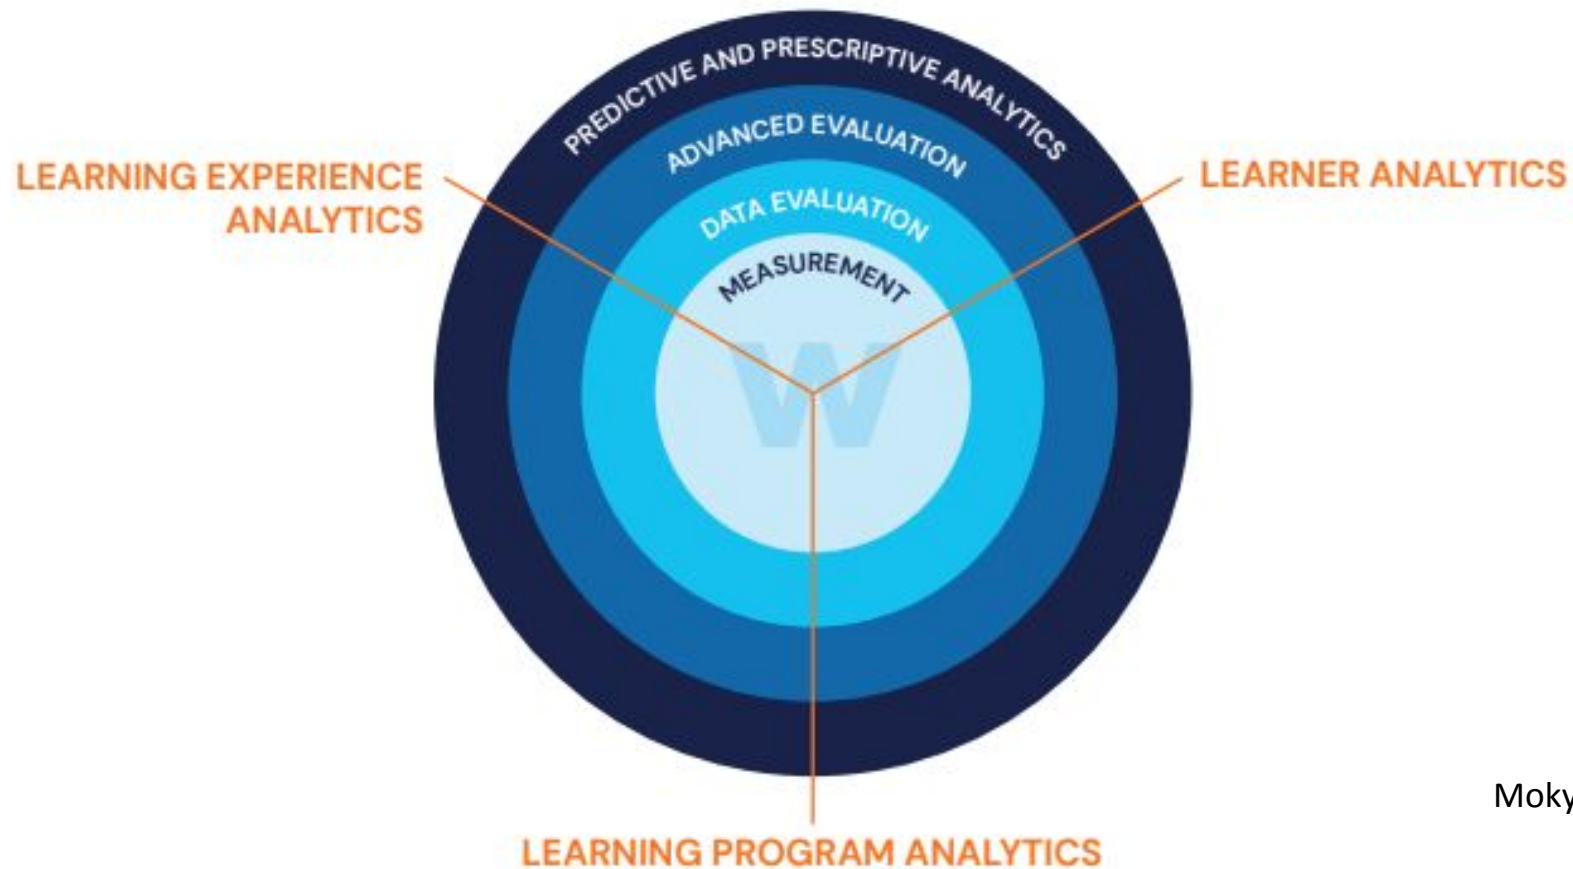 PREDICTIVE AND PRESCRIPTIVE ANALYTICS
ADVANCED EVALUATION
DATA EVALUATION
MEASUREMENT
W
LEARNING EXPERIENCE
ANALYTICS
LEARNER ANALYTICS
LEARNING PROGRAM ANALYTICS